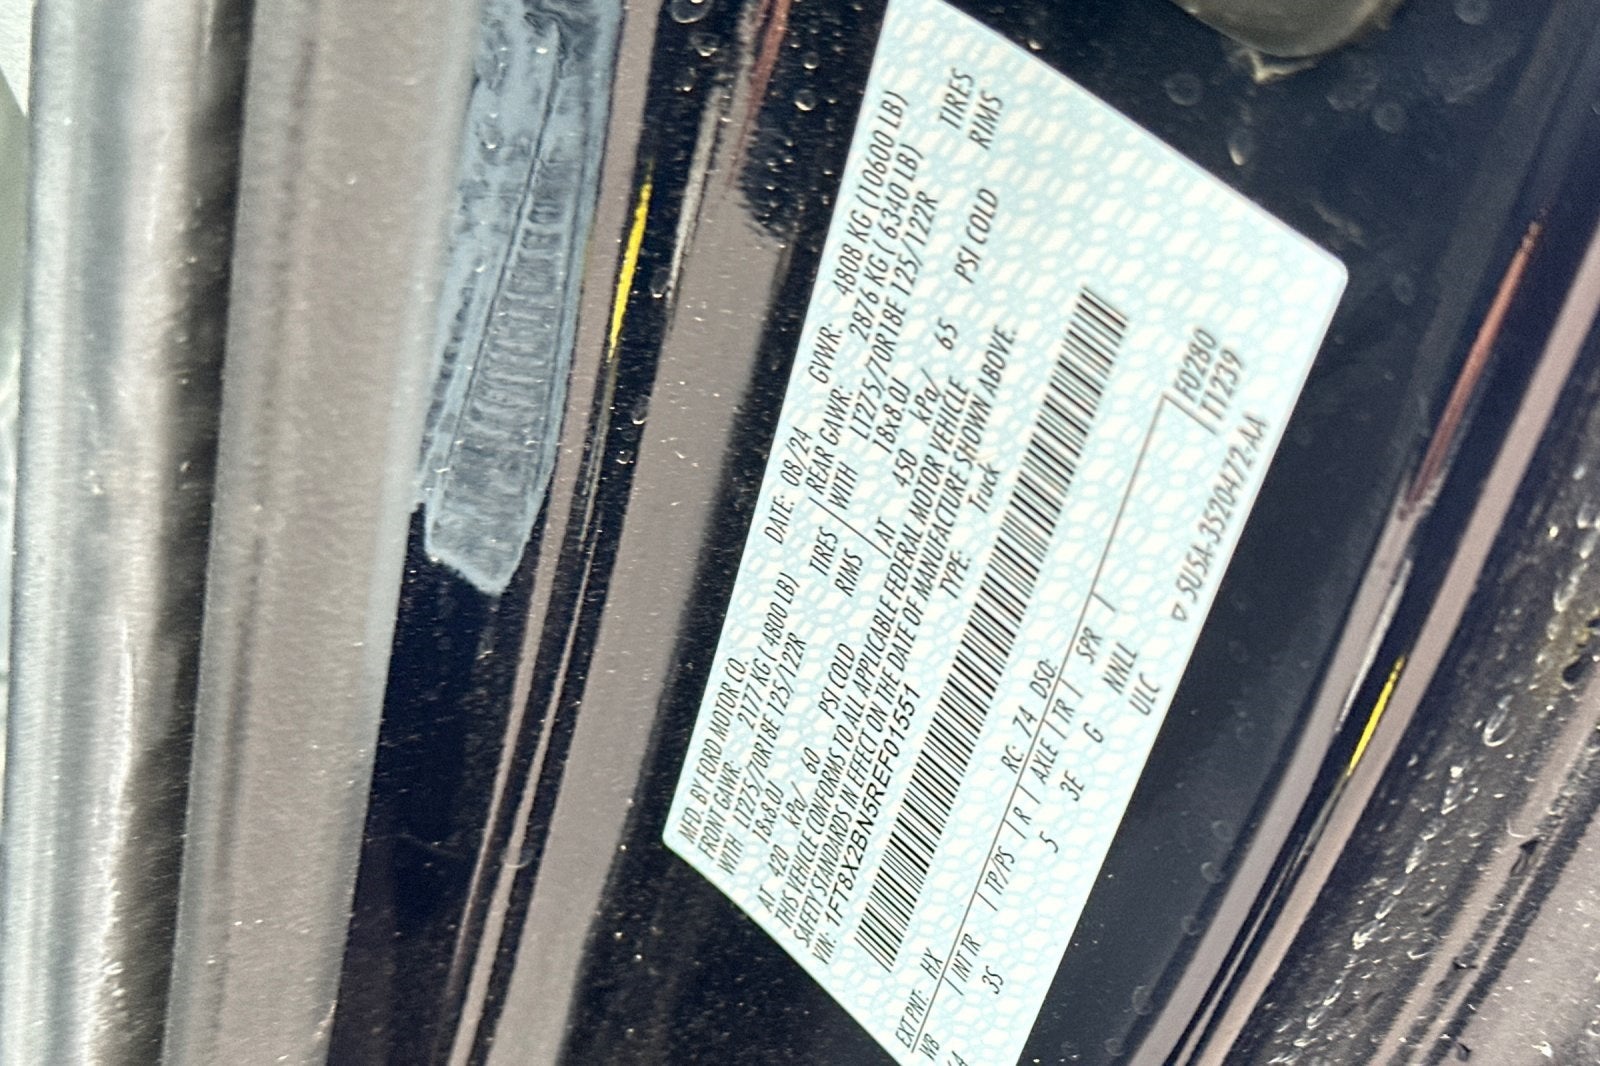 MFD. BY FORD MOTOR CO.
DATE: 08/24 GVWR: 4808 KG (10600 LB)
FRONT GAWR: 2177 KG ( 4800 LB) REAR GAWR: 2876 KG ( 6340 LB)
WITH LT275/70R18E 125/122R TIRES WITH LT275/70R18E 125/122R TIRES
18x8.0J RIMS 18x8.0J RIMS
AT 420 kPa/ 60 PSI COLD AT 450 kPa/ 65 PSI COLD
THIS VEHICLE CONFORMS TO ALL APPLICABLE FEDERAL MOTOR VEHICLE
SAFETY STANDARDS IN EFFECT ON THE DATE OF MANUFACTURE SHOWN ABOVE.
VIN: 1FT8X2BN5REF01551 TYPE: Truck
EXT PNT: HX RC: 74 DSO: F0280
WB INT TR TP/PS R AXLE TR SPR 11239
3S 5 3E G NNLL
ULC
▽ 5U5A-3520472-AA